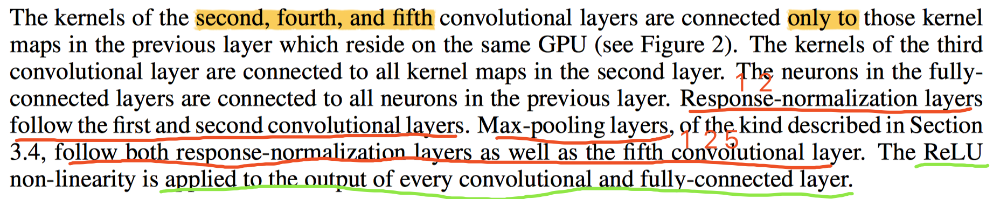 The kernels of the second, fourth, and fifth convolutional layers are connected only to those kernel
maps in the previous layer which reside on the same GPU (see Figure 2). The kernels of the third
convolutional layer are connected to all kernel maps in the second layer. The neurons in the fully-
1 2
connected layers are connected to all neurons in the previous layer. Response-normalization layers
follow the first and second convolutional layers. Max-pooling layers, of the kind described in Section
1 2 5
3.4, follow both response-normalization layers as well as the fifth convolutional layer. The ReLU
non-linearity is applied to the output of every convolutional and fully-connected layer.